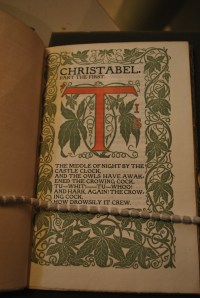 CHRISTABEL.
PART THE FIRST.
T
I
THE MIDDLE OF NIGHT BY THE
CASTLE CLOCK
AND THE OWLS HAVE AWAK-
ENED THE CROWING COCK.
TU—WHIT!——TU—WHOO!
AND HARK, AGAIN! THE CROW-
ING COCK.
HOW DROWSILY IT CREW.